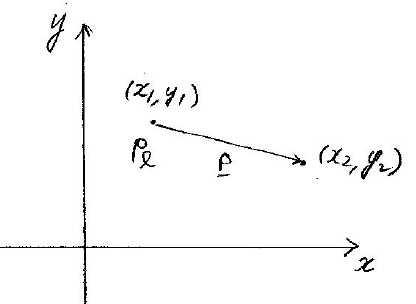 y
(x₁, y₁)
P
(x₂, y₂)
x